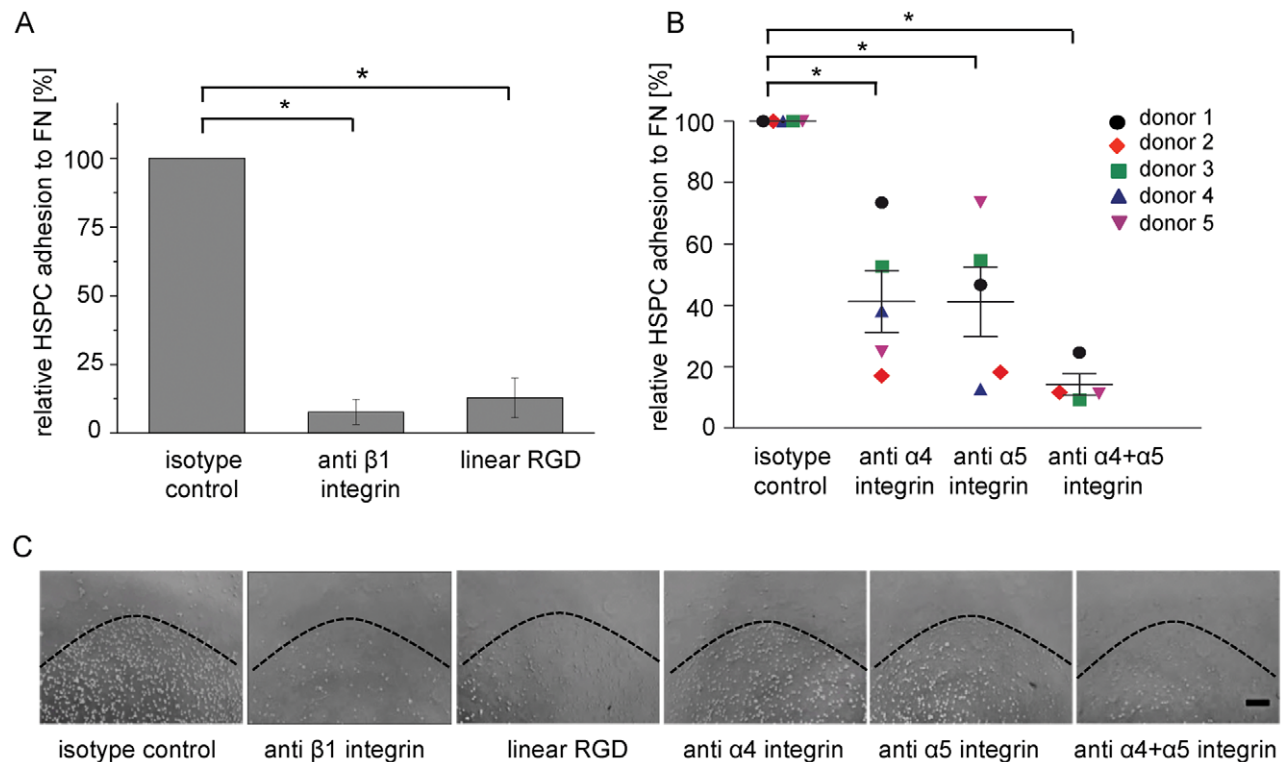 A
relative HSPC adhesion to FN [%]
*
*
100
75
50
25
0
isotype
control
anti β1
integrin
linear RGD
B
relative HSPC adhesion to FN [%]
*
*
*
100
80
60
40
20
0
donor 1
donor 2
donor 3
donor 4
donor 5
isotype
control
anti α4
integrin
anti α5
integrin
anti α4+α5
integrin
C
isotype control
anti β1 integrin
linear RGD
anti α4 integrin
anti α5 integrin
anti α4+α5 integrin